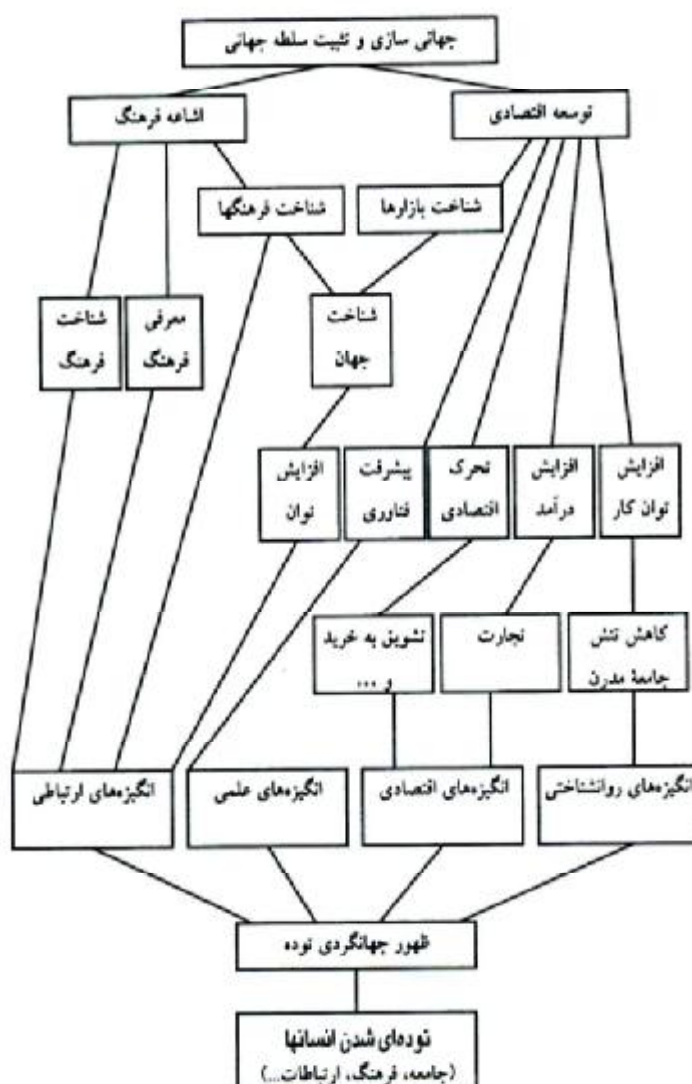 جهانی سازی و تثبیت سلطه جهانی
توسعه اقتصادی
اشاعه فرهنگ
شناخت بازارها
شناخت فرهنگها
شناخت
جهان
معرفی
فرهنگ
شناخت
فرهنگ
افزایش
توان کار
افزایش
درآمد
تحرک
اقتصادی
پیشرفت
فناوری
افزایش
توان
کاهش تنش
جامعهٔ مدرن
تجارت
تشویق به خرید
و ...
انگیزه‌های روانشناختی
انگیزه‌های اقتصادی
انگیزه‌های علمی
انگیزه‌های ارتباطی
ظهور جهانگردی توده
توده‌ای شدن انسانها
(جامعه، فرهنگ، ارتباطات...)